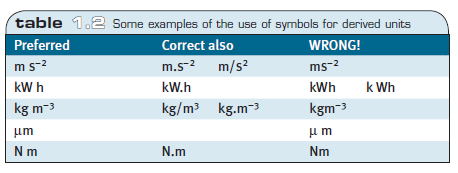 table 1.2 Some examples of the use of symbols for derived units
Preferred Correct also WRONG!
m s⁻² m.s⁻² m/s² ms⁻²
kW h kW.h kWh k Wh
kg m⁻³ kg/m³ kg.m⁻³ kgm⁻³
μm μ m
N m N.m Nm